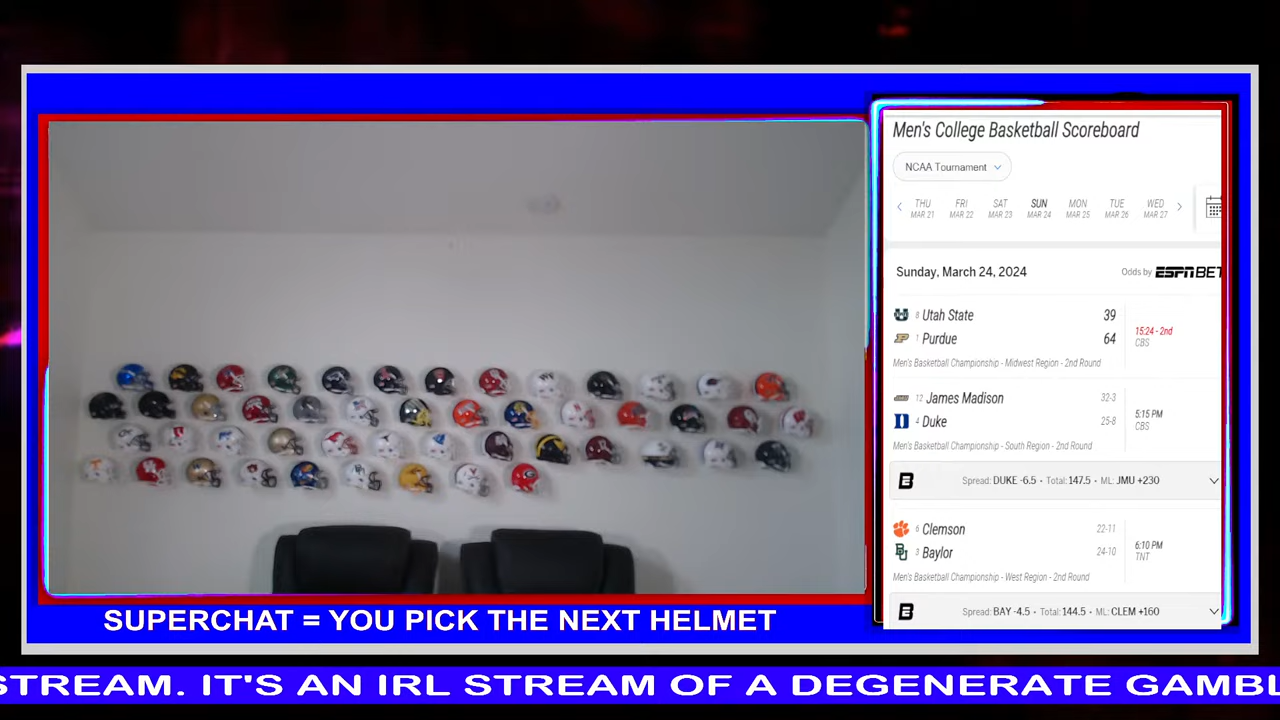 Men's College Basketball Scoreboard
NCAA Tournament
THU FRI SAT SUN MON TUE WED
MAR 21 MAR 22 MAR 23 MAR 24 MAR 25 MAR 26 MAR 27
Sunday, March 24, 2024 Odds by ESPN BET
8 Utah State 39
1 Purdue 64
15:24 - 2nd
CBS
Men's Basketball Championship - Midwest Region - 2nd Round
12 James Madison 32-3
4 Duke 25-8
5:15 PM
CBS
Men's Basketball Championship - South Region - 2nd Round
Spread: DUKE -6.5 • Total: 147.5 • ML: JMU +230
6 Clemson 22-11
3 Baylor 24-10
6:10 PM
TNT
Men's Basketball Championship - West Region - 2nd Round
Spread: BAY -4.5 • Total: 144.5 • ML: CLEM +160
SUPERCHAT = YOU PICK THE NEXT HELMET
STREAM. IT'S AN IRL STREAM OF A DEGENERATE GAMBL